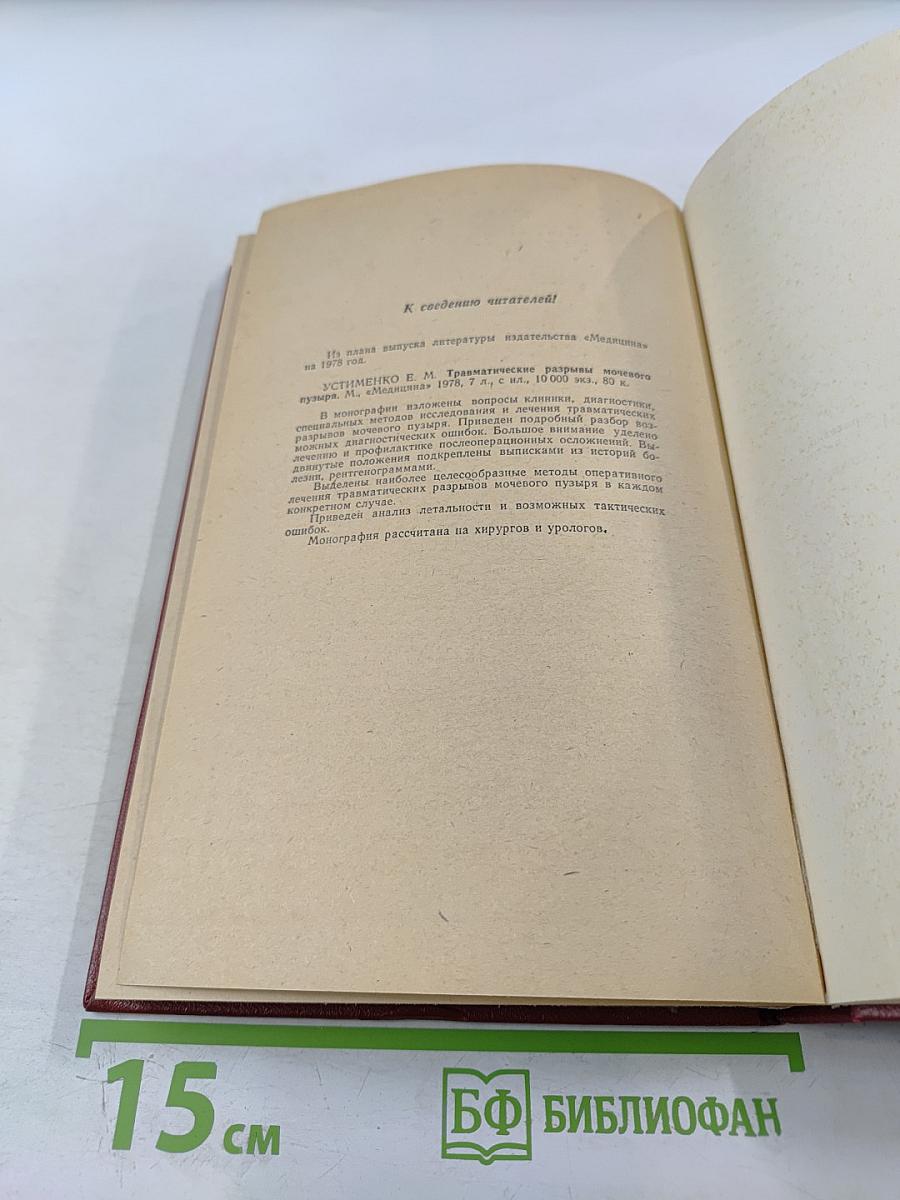 К сведению читателей!
Из плана выпуска литературы издательства «Медицина»
на 1978 год.
УСТИМЕНКО Е. М. Травматические разрывы мочевого
пузыря. М., «Медицина» 1978, 7 л., с ил., 10 000 экз., 80 к.
В монографии изложены вопросы клиники, диагностики,
специальных методов исследования и лечения травматических
разрывов мочевого пузыря. Приведен подробный разбор воз-
можных диагностических ошибок. Большое внимание уделено
лечению и профилактике послеоперационных осложнений. Вы-
двинутые положения подкреплены выписками из историй бо-
лезни, рентгенограммами.
Выделены наиболее целесообразные методы оперативного
лечения травматических разрывов мочевого пузыря в каждом
конкретном случае.
Приведен анализ летальности и возможных тактических
ошибок.
Монография рассчитана на хирургов и урологов.
15 см
БФ БИБЛИОФАН